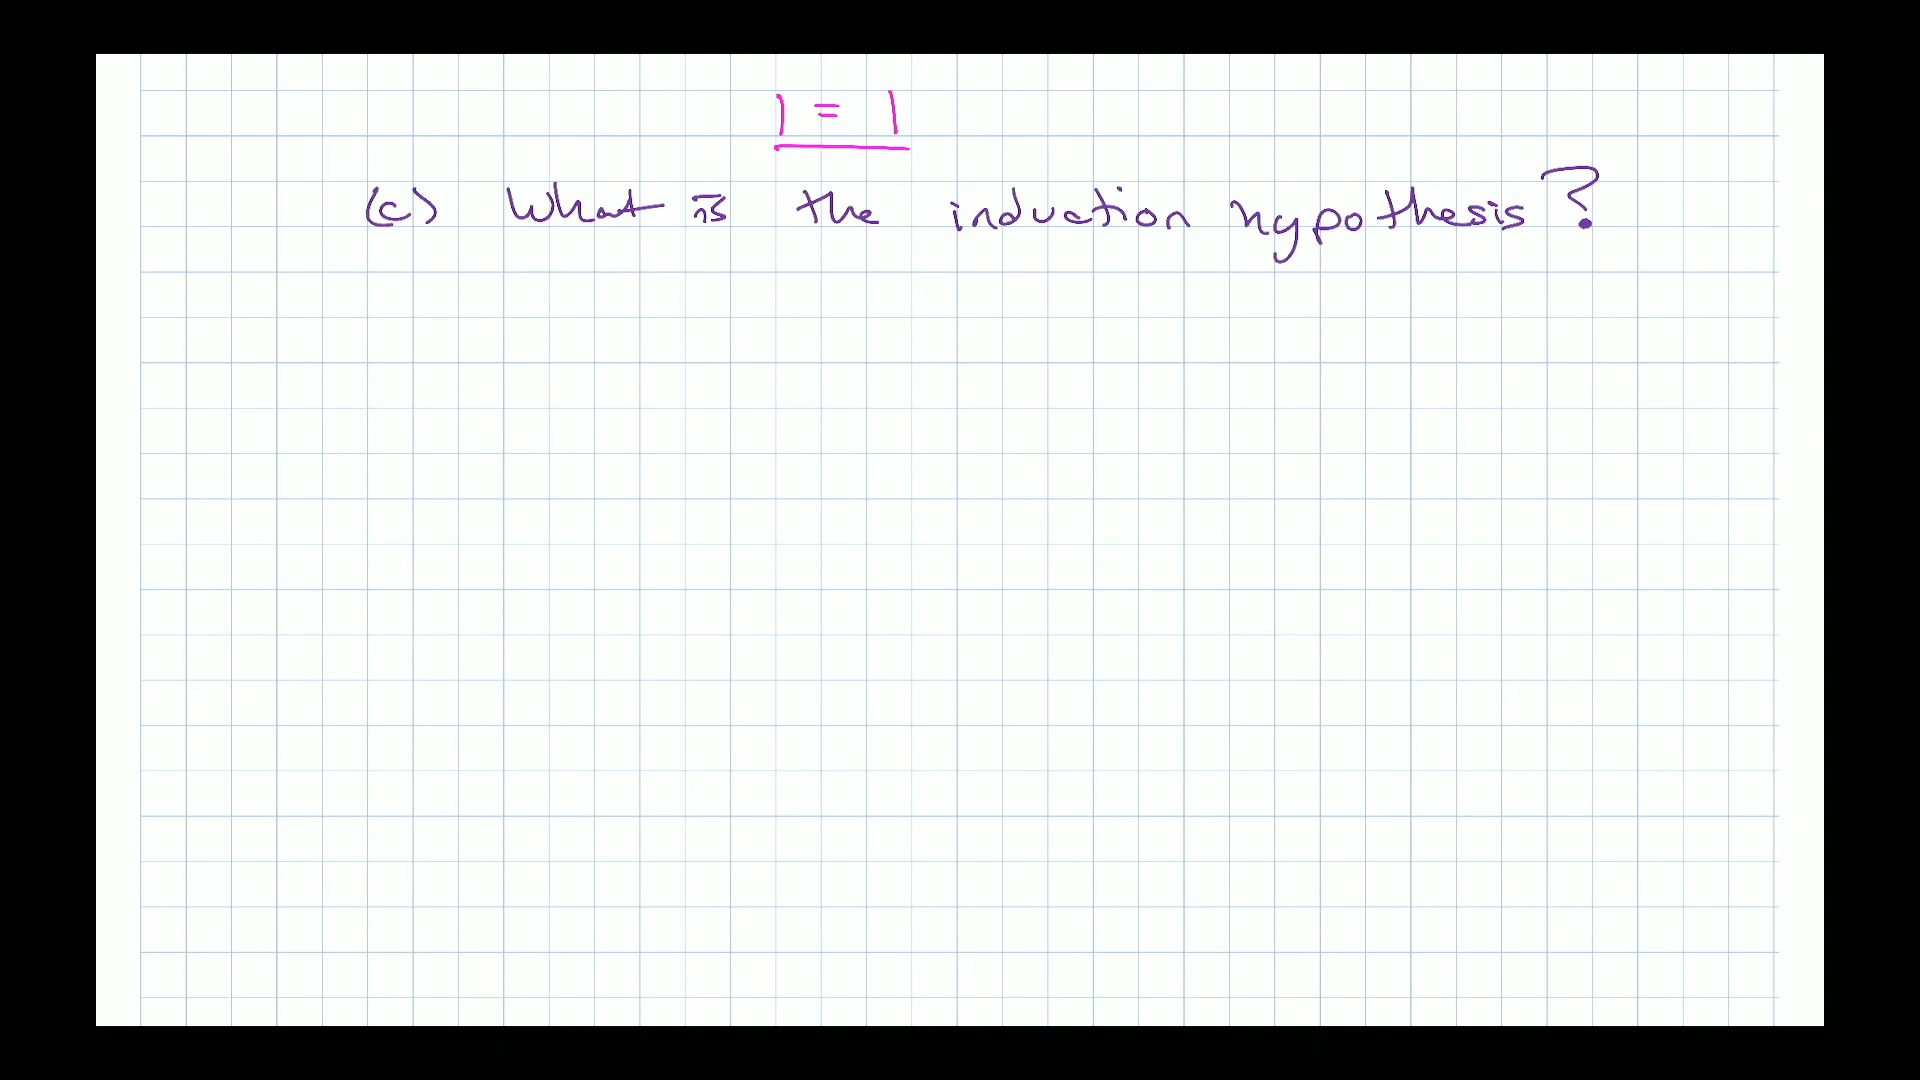 1 = 1
(c) What is the induction hypothesis?